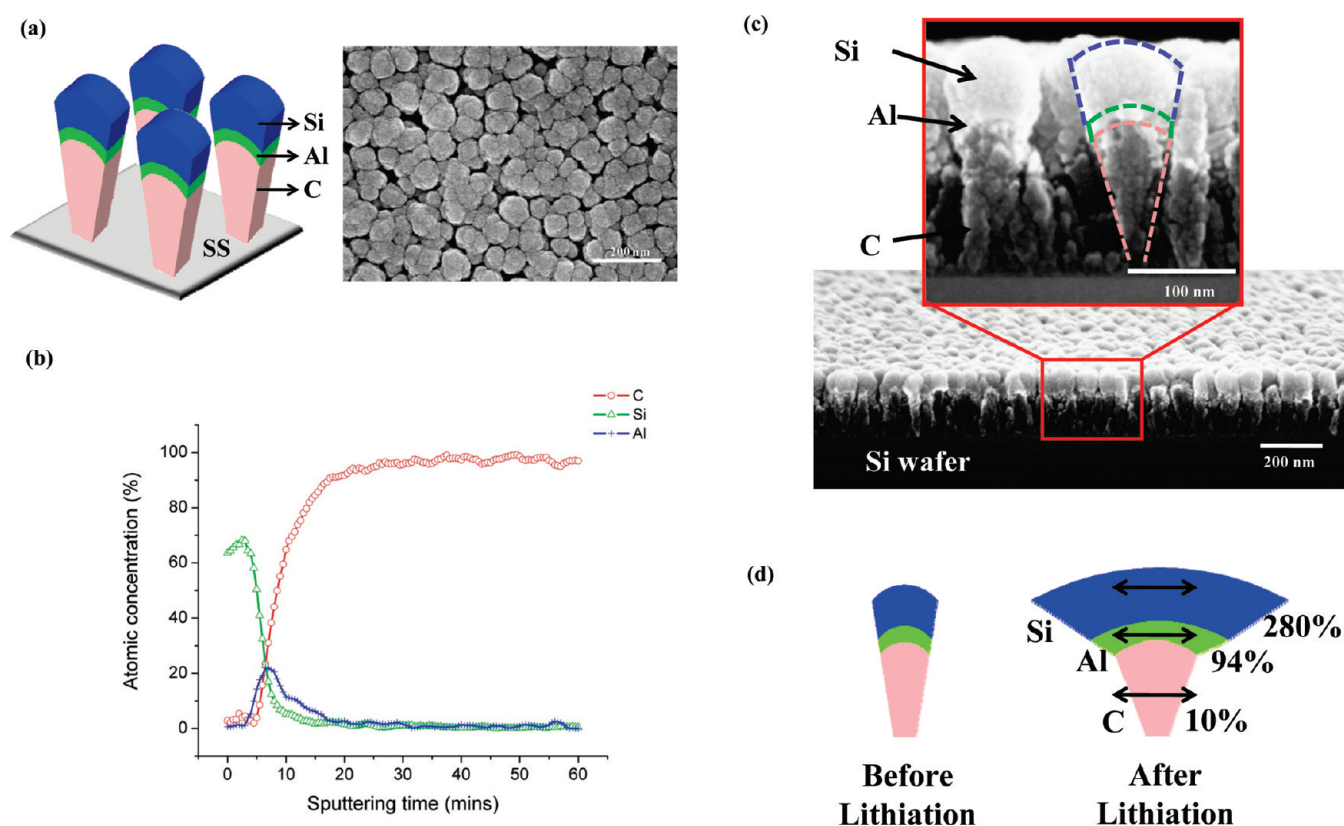 (a)
Si
Al
C
SS
200 nm
(b)
C
Si
Al
100
80
60
40
20
0
Atomic concentration (%)
0 10 20 30 40 50 60
Sputtering time (mins)
(c)
Si
Al
C
100 nm
Si wafer
200 nm
(d)
Si
280%
Al
94%
C
10%
Before
Lithiation
After
Lithiation